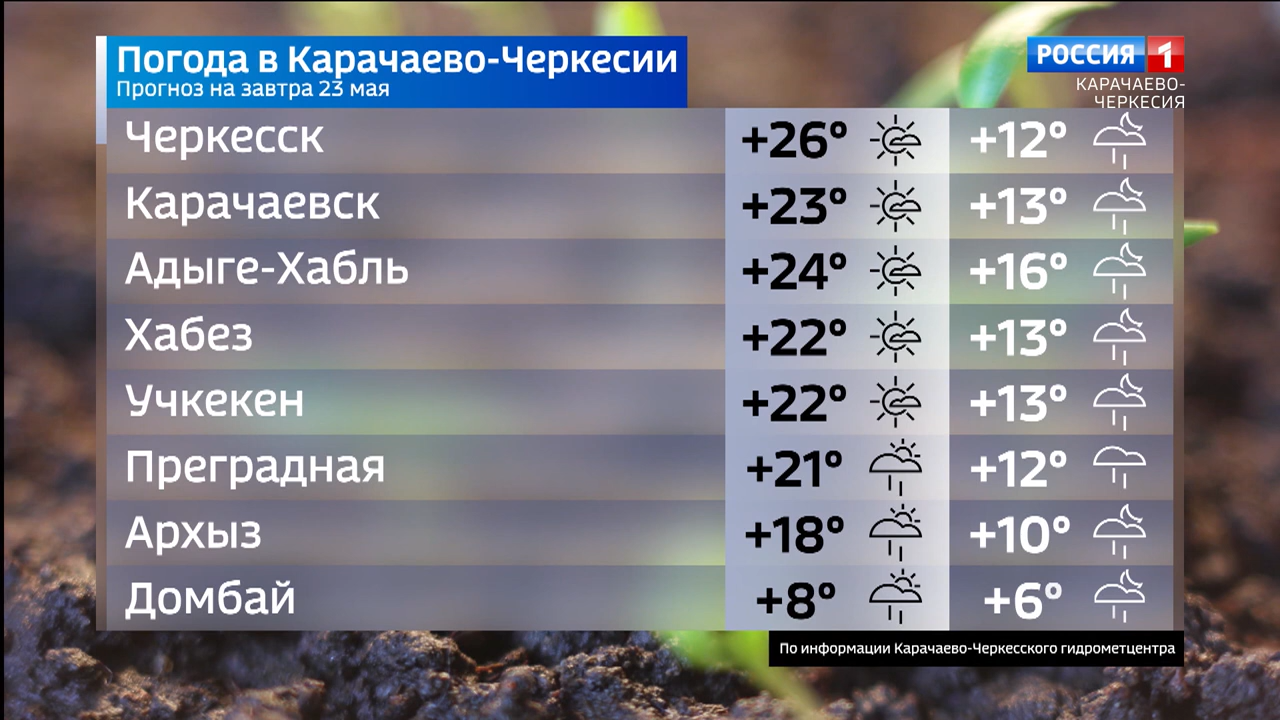 Погода в Карачаево-Черкесии
Прогноз на завтра 23 мая
РОССИЯ 1
КАРАЧАЕВО-
ЧЕРКЕСИЯ
Черкесск +26° +12°
Карачаевск +23° +13°
Адыге-Хабль +24° +16°
Хабез +22° +13°
Учкекен +22° +13°
Преградная +21° +12°
Архыз +18° +10°
Домбай +8° +6°
По информации Карачаево-Черкесского гидрометцентра